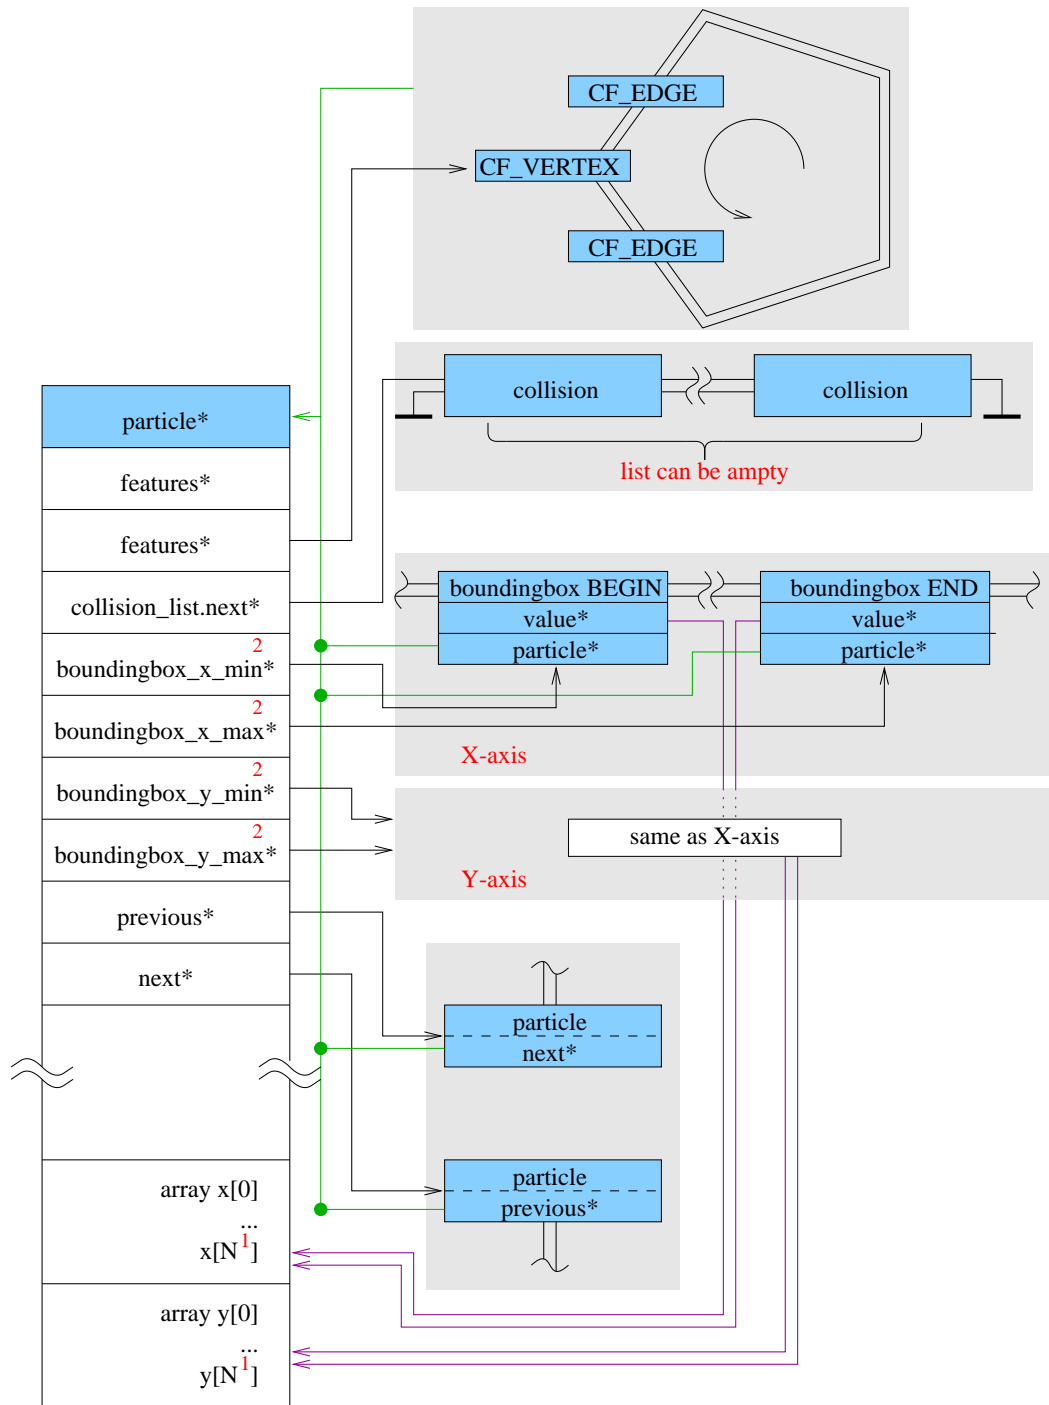 CF_EDGE
CF_VERTEX
CF_EDGE
collision
collision
list can be ampty
particle*
features*
features*
collision_list.next*
boundingbox_x_min*
2
boundingbox_x_max*
2
boundingbox_y_min*
2
boundingbox_y_max*
2
previous*
next*
array x[0]
...
x[N1]
array y[0]
...
y[N1]
boundingbox BEGIN
value*
particle*
boundingbox END
value*
particle*
X-axis
same as X-axis
Y-axis
particle
next*
particle
previous*